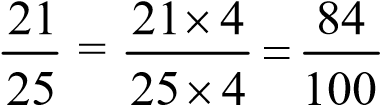 21/25 = 21×4/25×4 = 84/100